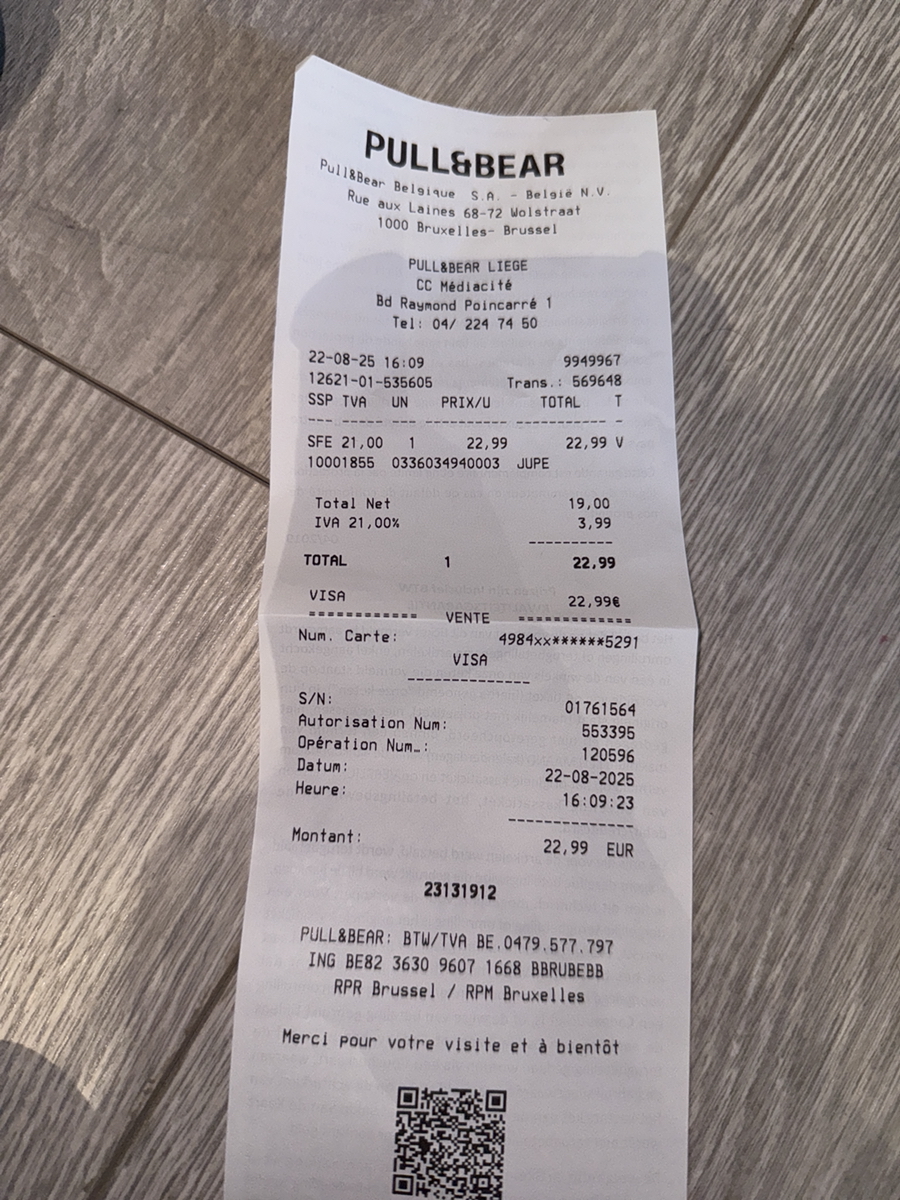 PULL&BEAR
Pull&Bear Belgique S.A. - België N.V.
Rue aux Laines 68-72 Wolstraat
1000 Bruxelles- Brussel
PULL&BEAR LIEGE
CC Médiacité
Bd Raymond Poincarré 1
Tel: 04/ 224 74 50
22-08-25 16:09 9949967
12621-01-535605 Trans.: 569648
SSP TVA UN PRIX/U TOTAL T
--- ----- --- ---------- ----------- -
SFE 21,00 1 22,99 22,99 V
10001855 0336034940003 JUPE
Total Net 19,00
IVA 21,00% 3,99
----------
TOTAL 1 22,99
VISA 22,99€
============ VENTE =============
Num. Carte: 4984xx******5291
VISA
--------------
S/N: 01761564
Autorisation Num: 553395
Opération Num_: 120596
Datum: 22-08-2025
Heure: 16:09:23
--------------
Montant: 22,99 EUR
23131912
PULL&BEAR: BTW/TVA BE.0479.577.797
ING BE82 3630 9607 1668 BBRUBEBB
RPR Brussel / RPM Bruxelles
Merci pour votre visite et à bientôt